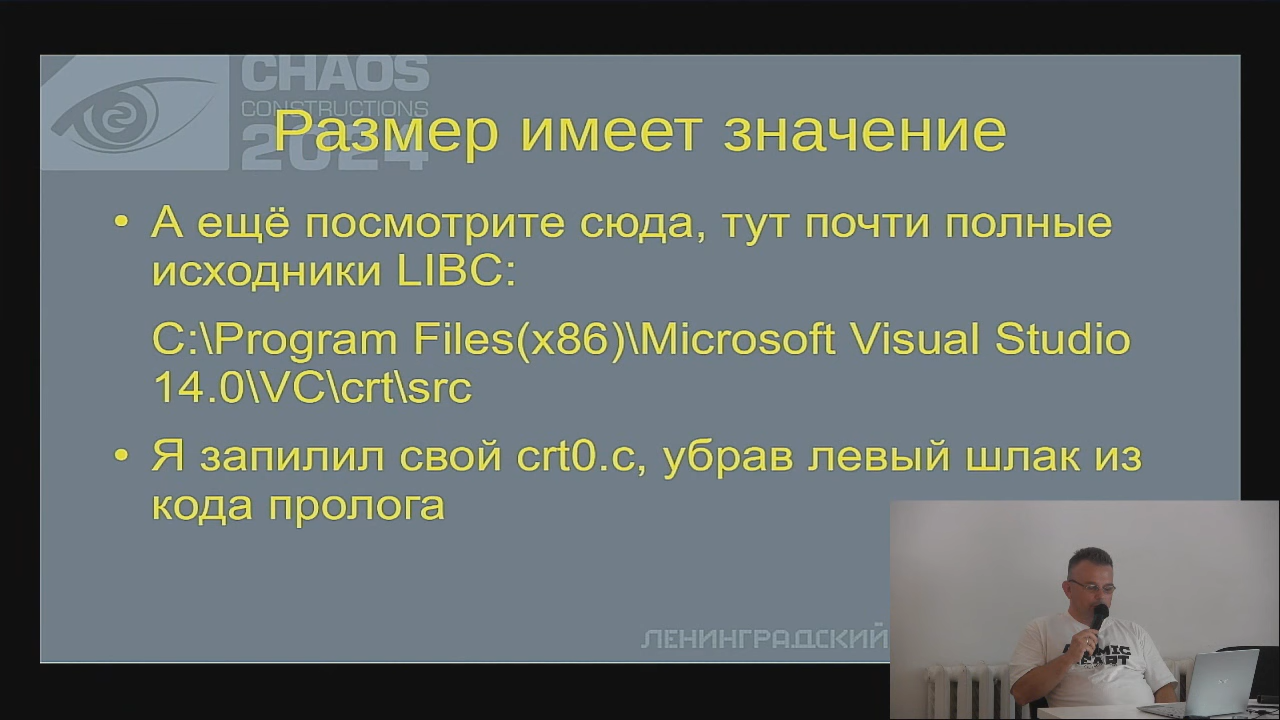 CHAOS
CONSTRUCTIONS
2024
Размер имеет значение
• А ещё посмотрите сюда, тут почти полные
исходники LIBC:
C:\Program Files(x86)\Microsoft Visual Studio
14.0\VC\crt\src
• Я запилил свой crt0.c, убрав левый шлак из
кода пролога
ЛЕНИНГРАДСКИЙ